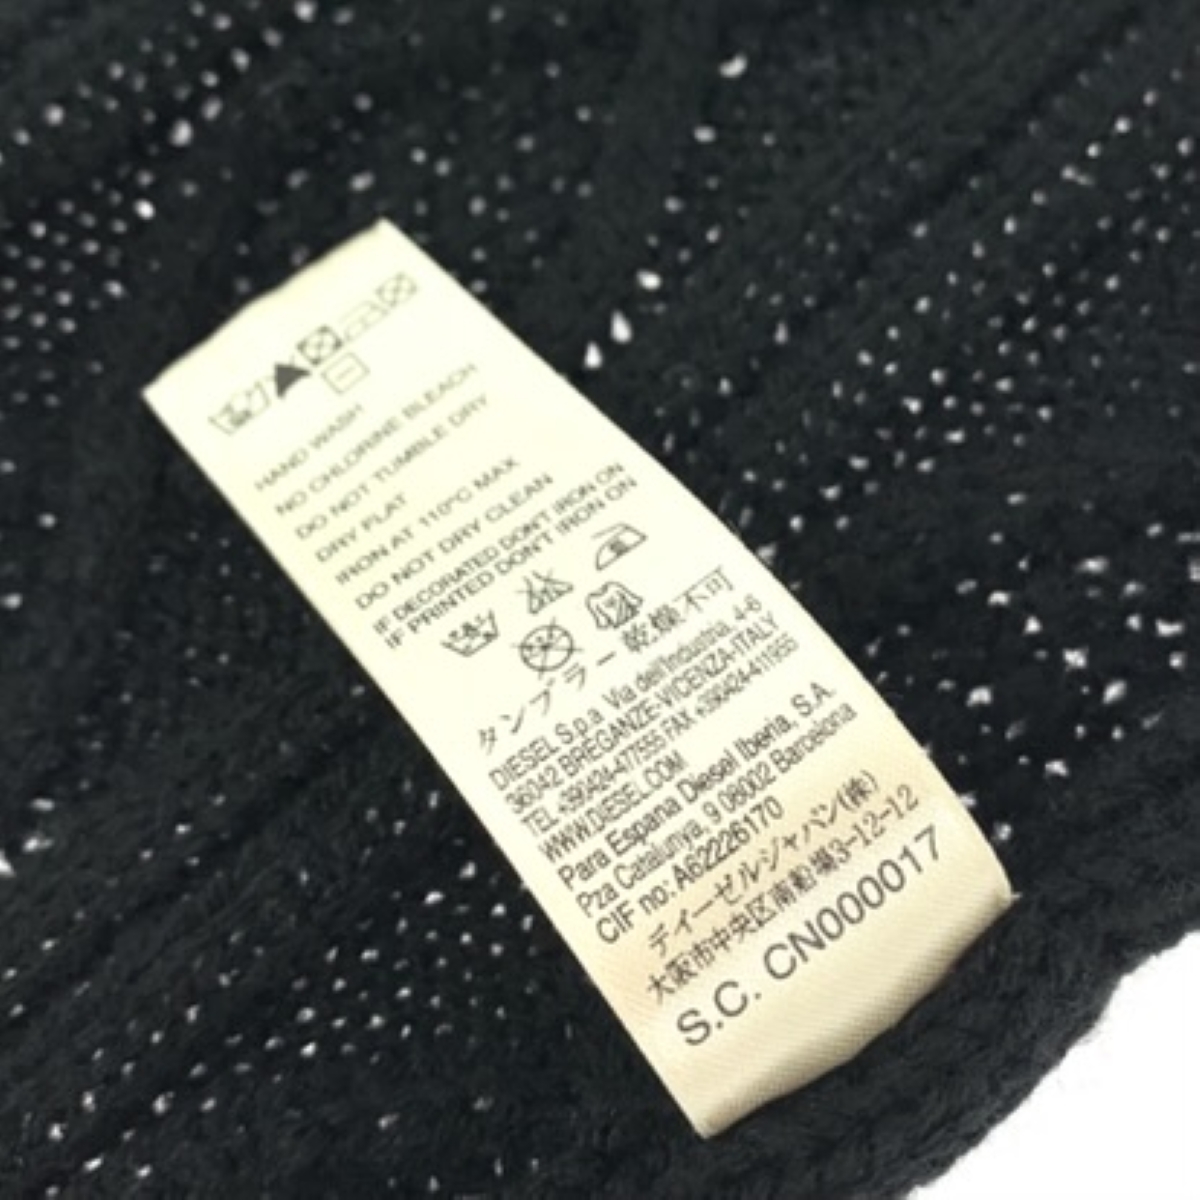 HAND WASH
NO CHLORINE BLEACH
DO NOT TUMBLE DRY
DRY FLAT
IRON AT 110°C MAX
DO NOT DRY CLEAN
IF DECORATED DON'T IRON ON
IF PRINTED DON'T IRON ON
タンブラー乾燥不可
DIESEL S.p.a Via dell'Industria, 4-6
36042 BREGANZE-VICENZA-ITALY
TEL +39424-477555 FAX +390424-411955
WWW.DIESEL.COM
Para Espana Diesel Iberia, S.A.
Pza Catalunya, 9 08002 Barcelona
CIF no: A62226170
ディーゼルジャパン(株)
大阪市中央区南船場3-12-12
S.C. CN000017